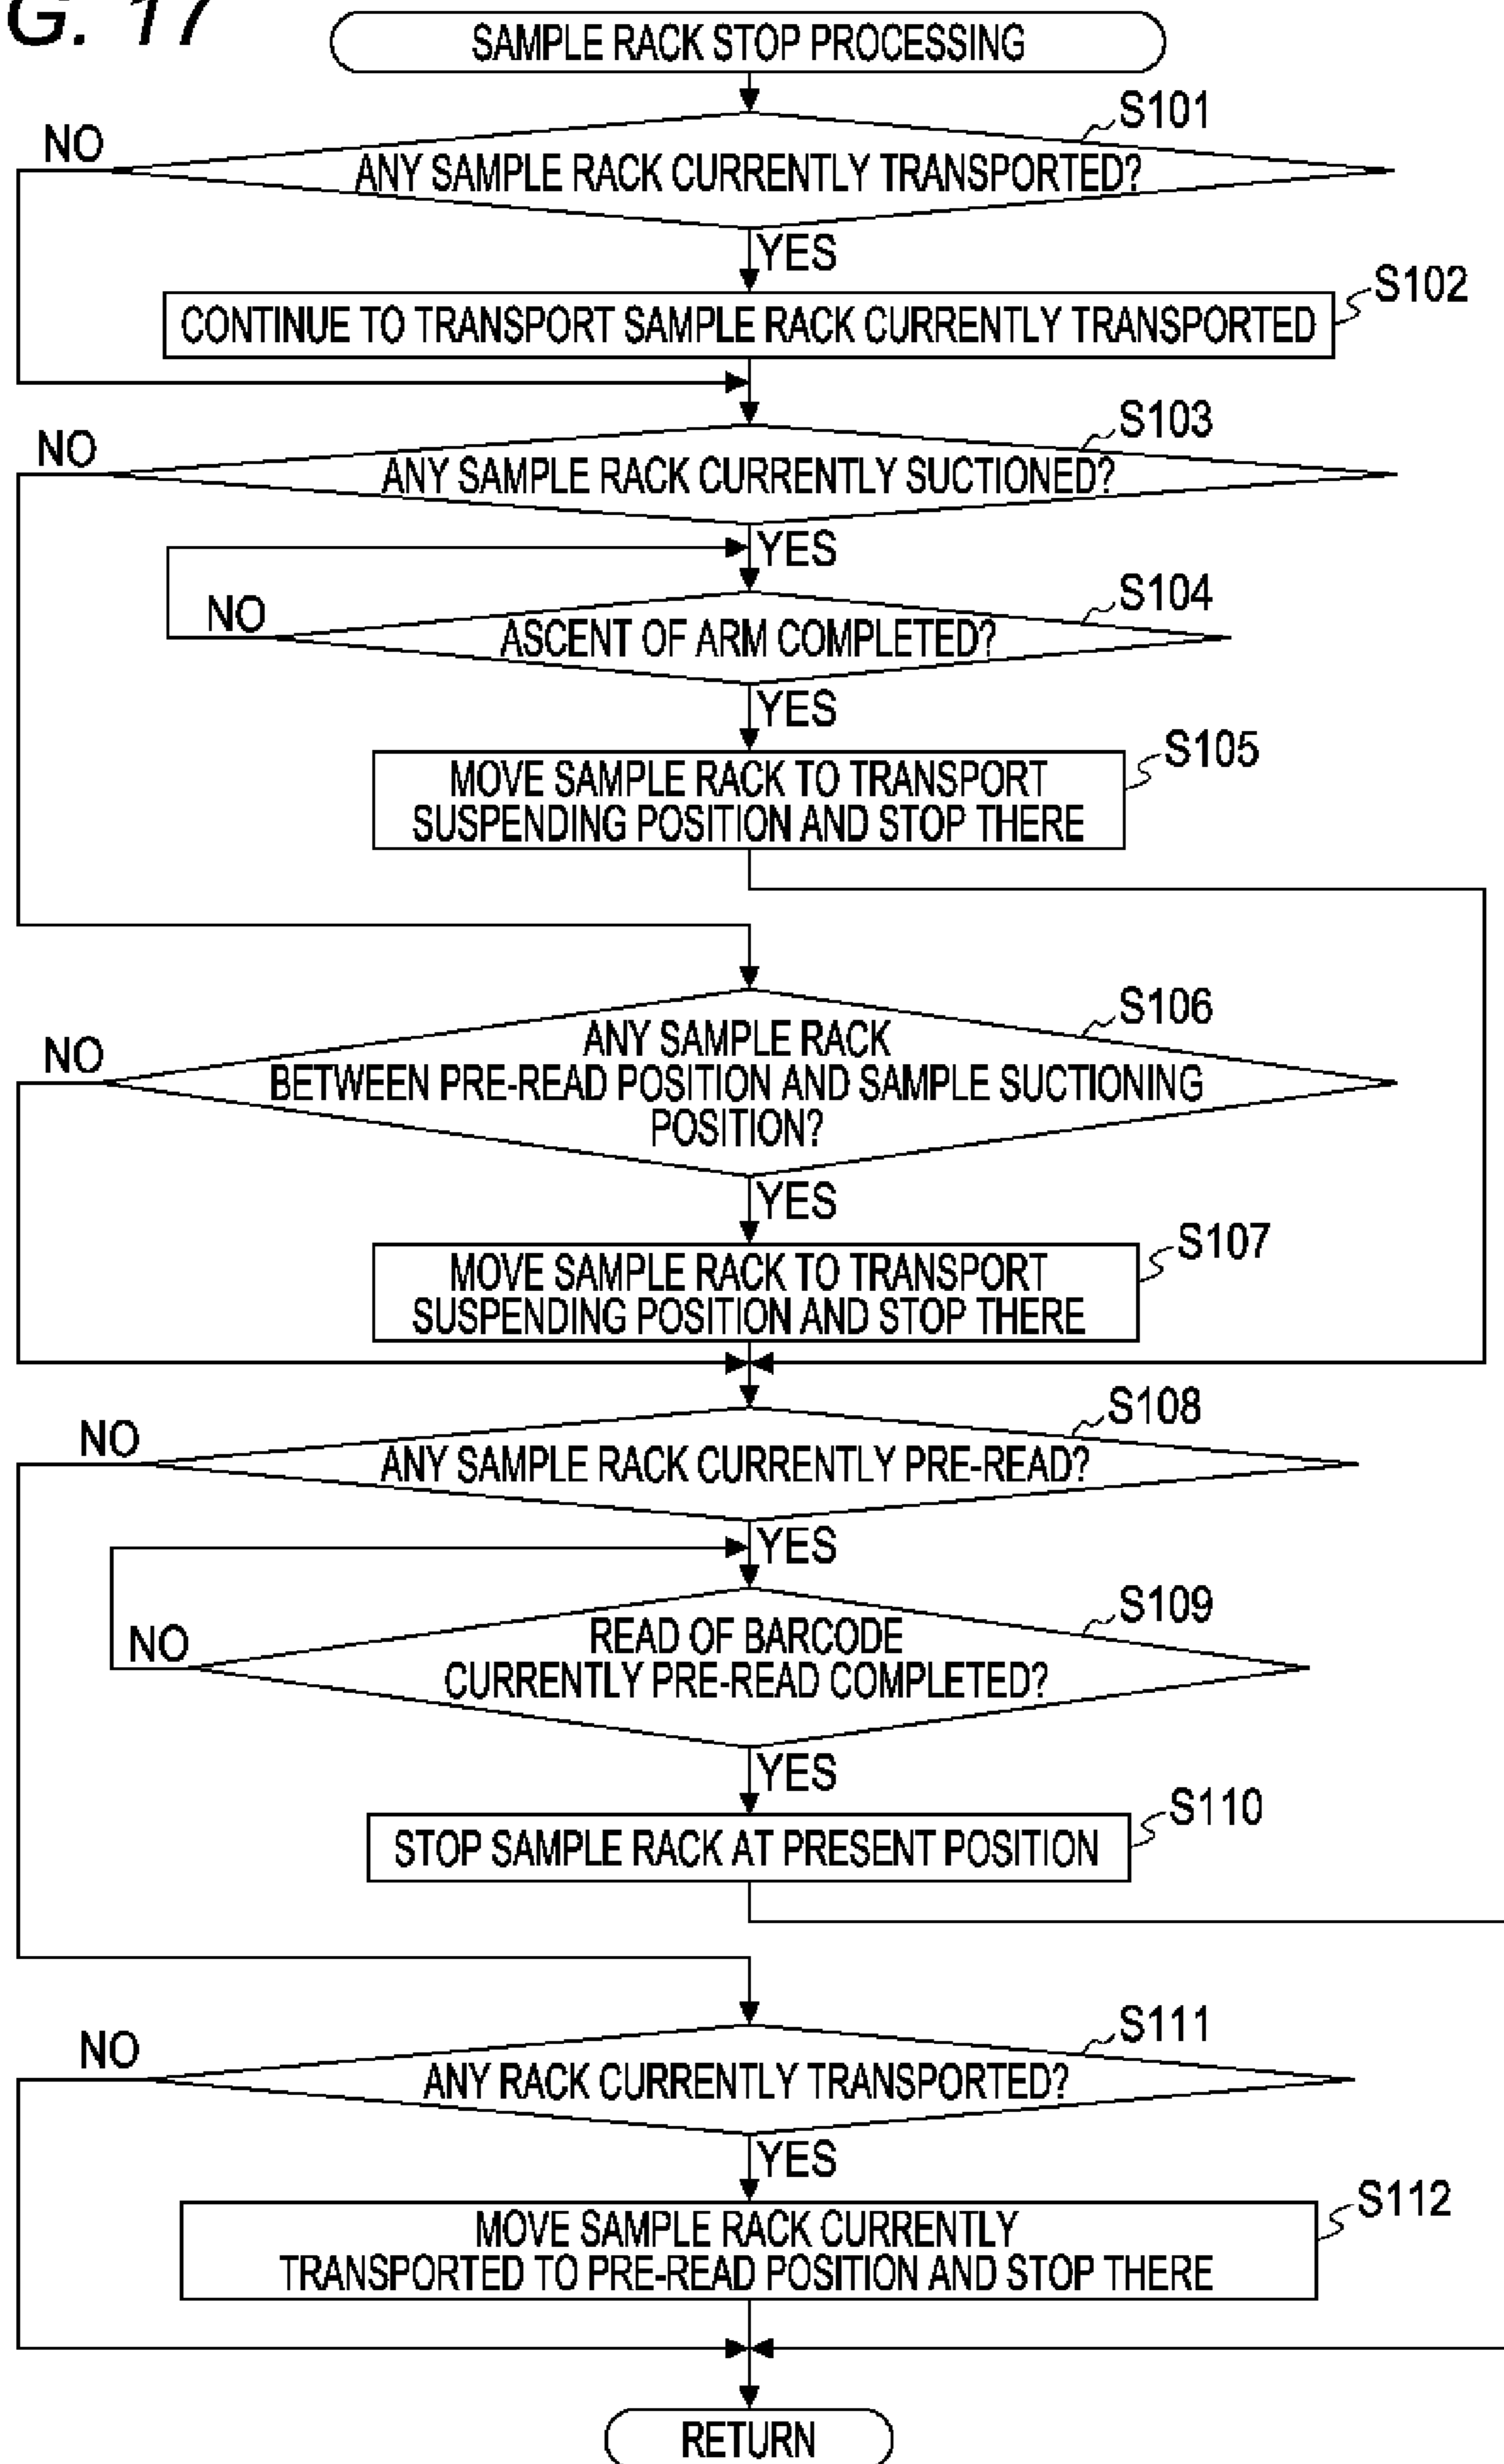 G. 17
SAMPLE RACK STOP PROCESSING
S101
NO
ANY SAMPLE RACK CURRENTLY TRANSPORTED?
YES
S102
CONTINUE TO TRANSPORT SAMPLE RACK CURRENTLY TRANSPORTED
S103
NO
ANY SAMPLE RACK CURRENTLY SUCTIONED?
YES
S104
NO
ASCENT OF ARM COMPLETED?
YES
S105
MOVE SAMPLE RACK TO TRANSPORT
SUSPENDING POSITION AND STOP THERE
S106
NO
ANY SAMPLE RACK
BETWEEN PRE-READ POSITION AND SAMPLE SUCTIONING
POSITION?
YES
S107
MOVE SAMPLE RACK TO TRANSPORT
SUSPENDING POSITION AND STOP THERE
S108
NO
ANY SAMPLE RACK CURRENTLY PRE-READ?
YES
S109
NO
READ OF BARCODE
CURRENTLY PRE-READ COMPLETED?
YES
S110
STOP SAMPLE RACK AT PRESENT POSITION
S111
NO
ANY RACK CURRENTLY TRANSPORTED?
YES
S112
MOVE SAMPLE RACK CURRENTLY
TRANSPORTED TO PRE-READ POSITION AND STOP THERE
RETURN